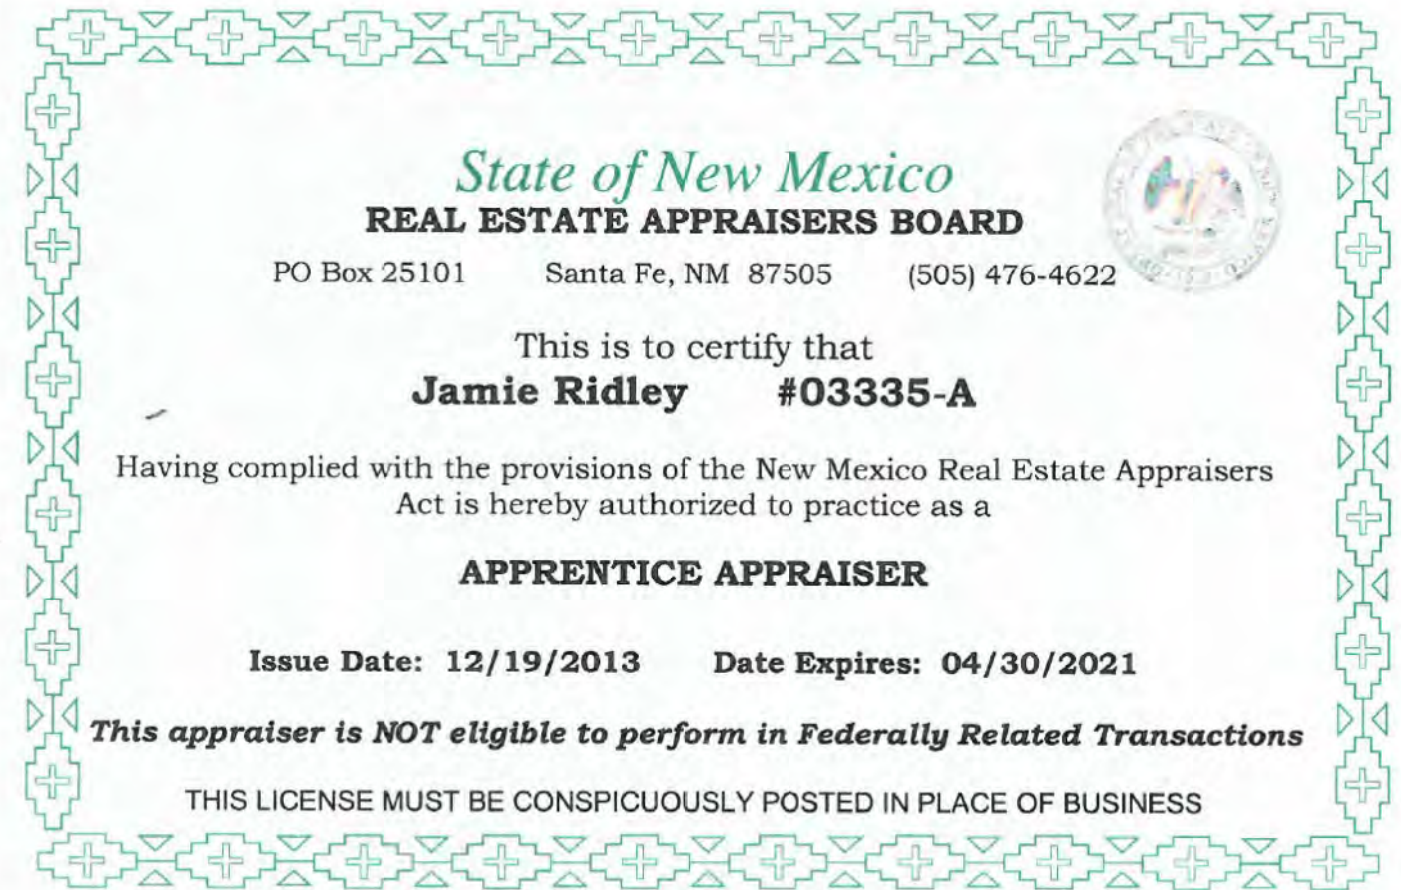 State of New Mexico
REAL ESTATE APPRAISERS BOARD
PO Box 25101 Santa Fe, NM 87505 (505) 476-4622
This is to certify that
Jamie Ridley #03335-A
Having complied with the provisions of the New Mexico Real Estate Appraisers
Act is hereby authorized to practice as a
APPRENTICE APPRAISER
Issue Date: 12/19/2013 Date Expires: 04/30/2021
This appraiser is NOT eligible to perform in Federally Related Transactions
THIS LICENSE MUST BE CONSPICUOUSLY POSTED IN PLACE OF BUSINESS